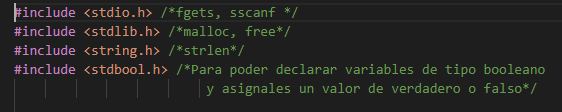 #include <stdio.h> /*fgets, sscanf */
#include <stdlib.h> /*malloc, free*/
#include <string.h> /*strlen*/
#include <stdbool.h> /*Para poder declarar variables de tipo booleano
y asignales un valor de verdadero o falso*/